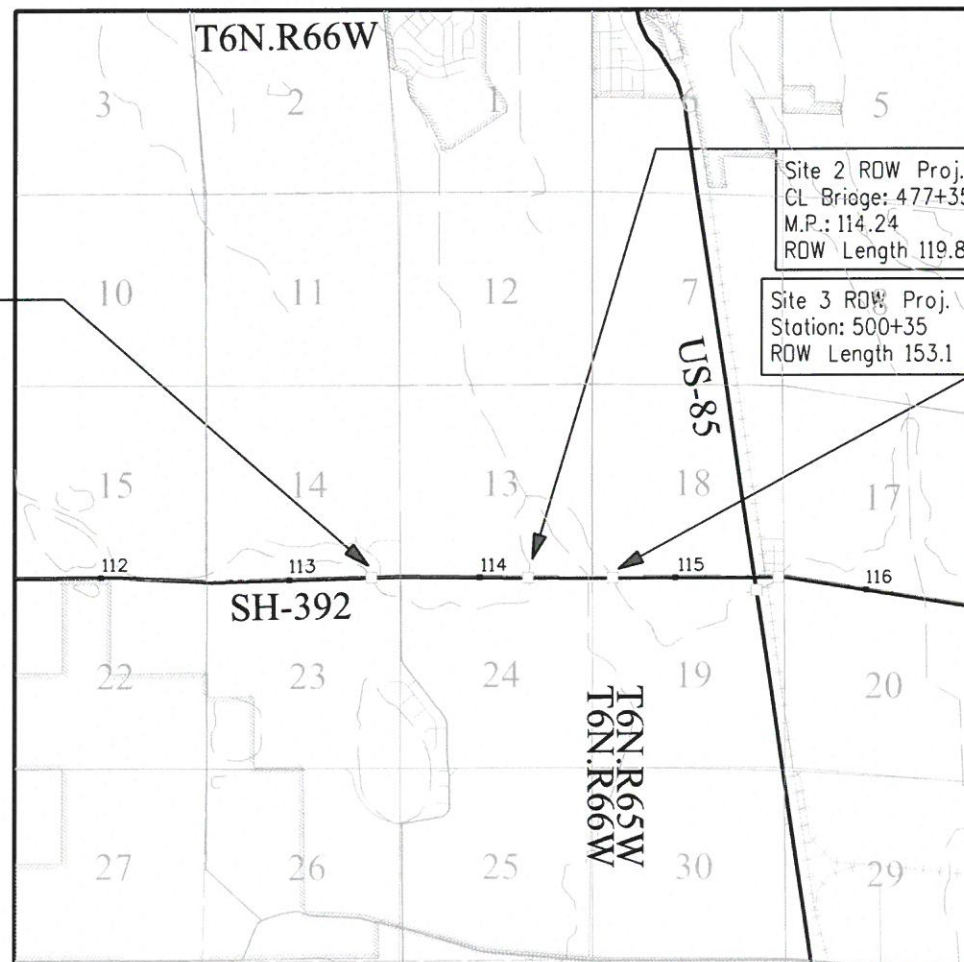 T6N.R66W
3
2
1
6
5
Site 2 ROW Proj.
CL Bridge: 477+35
M.P.: 114.24
ROW Length 119.8
10
11
12
7
8
Site 3 ROW Proj.
Station: 500+35
ROW Length 153.1
US-85
15
14
13
18
17
112
113
114
115
116
SH-392
22
23
24
19
20
T6N.R65W
T6N.R66W
27
26
25
30
29